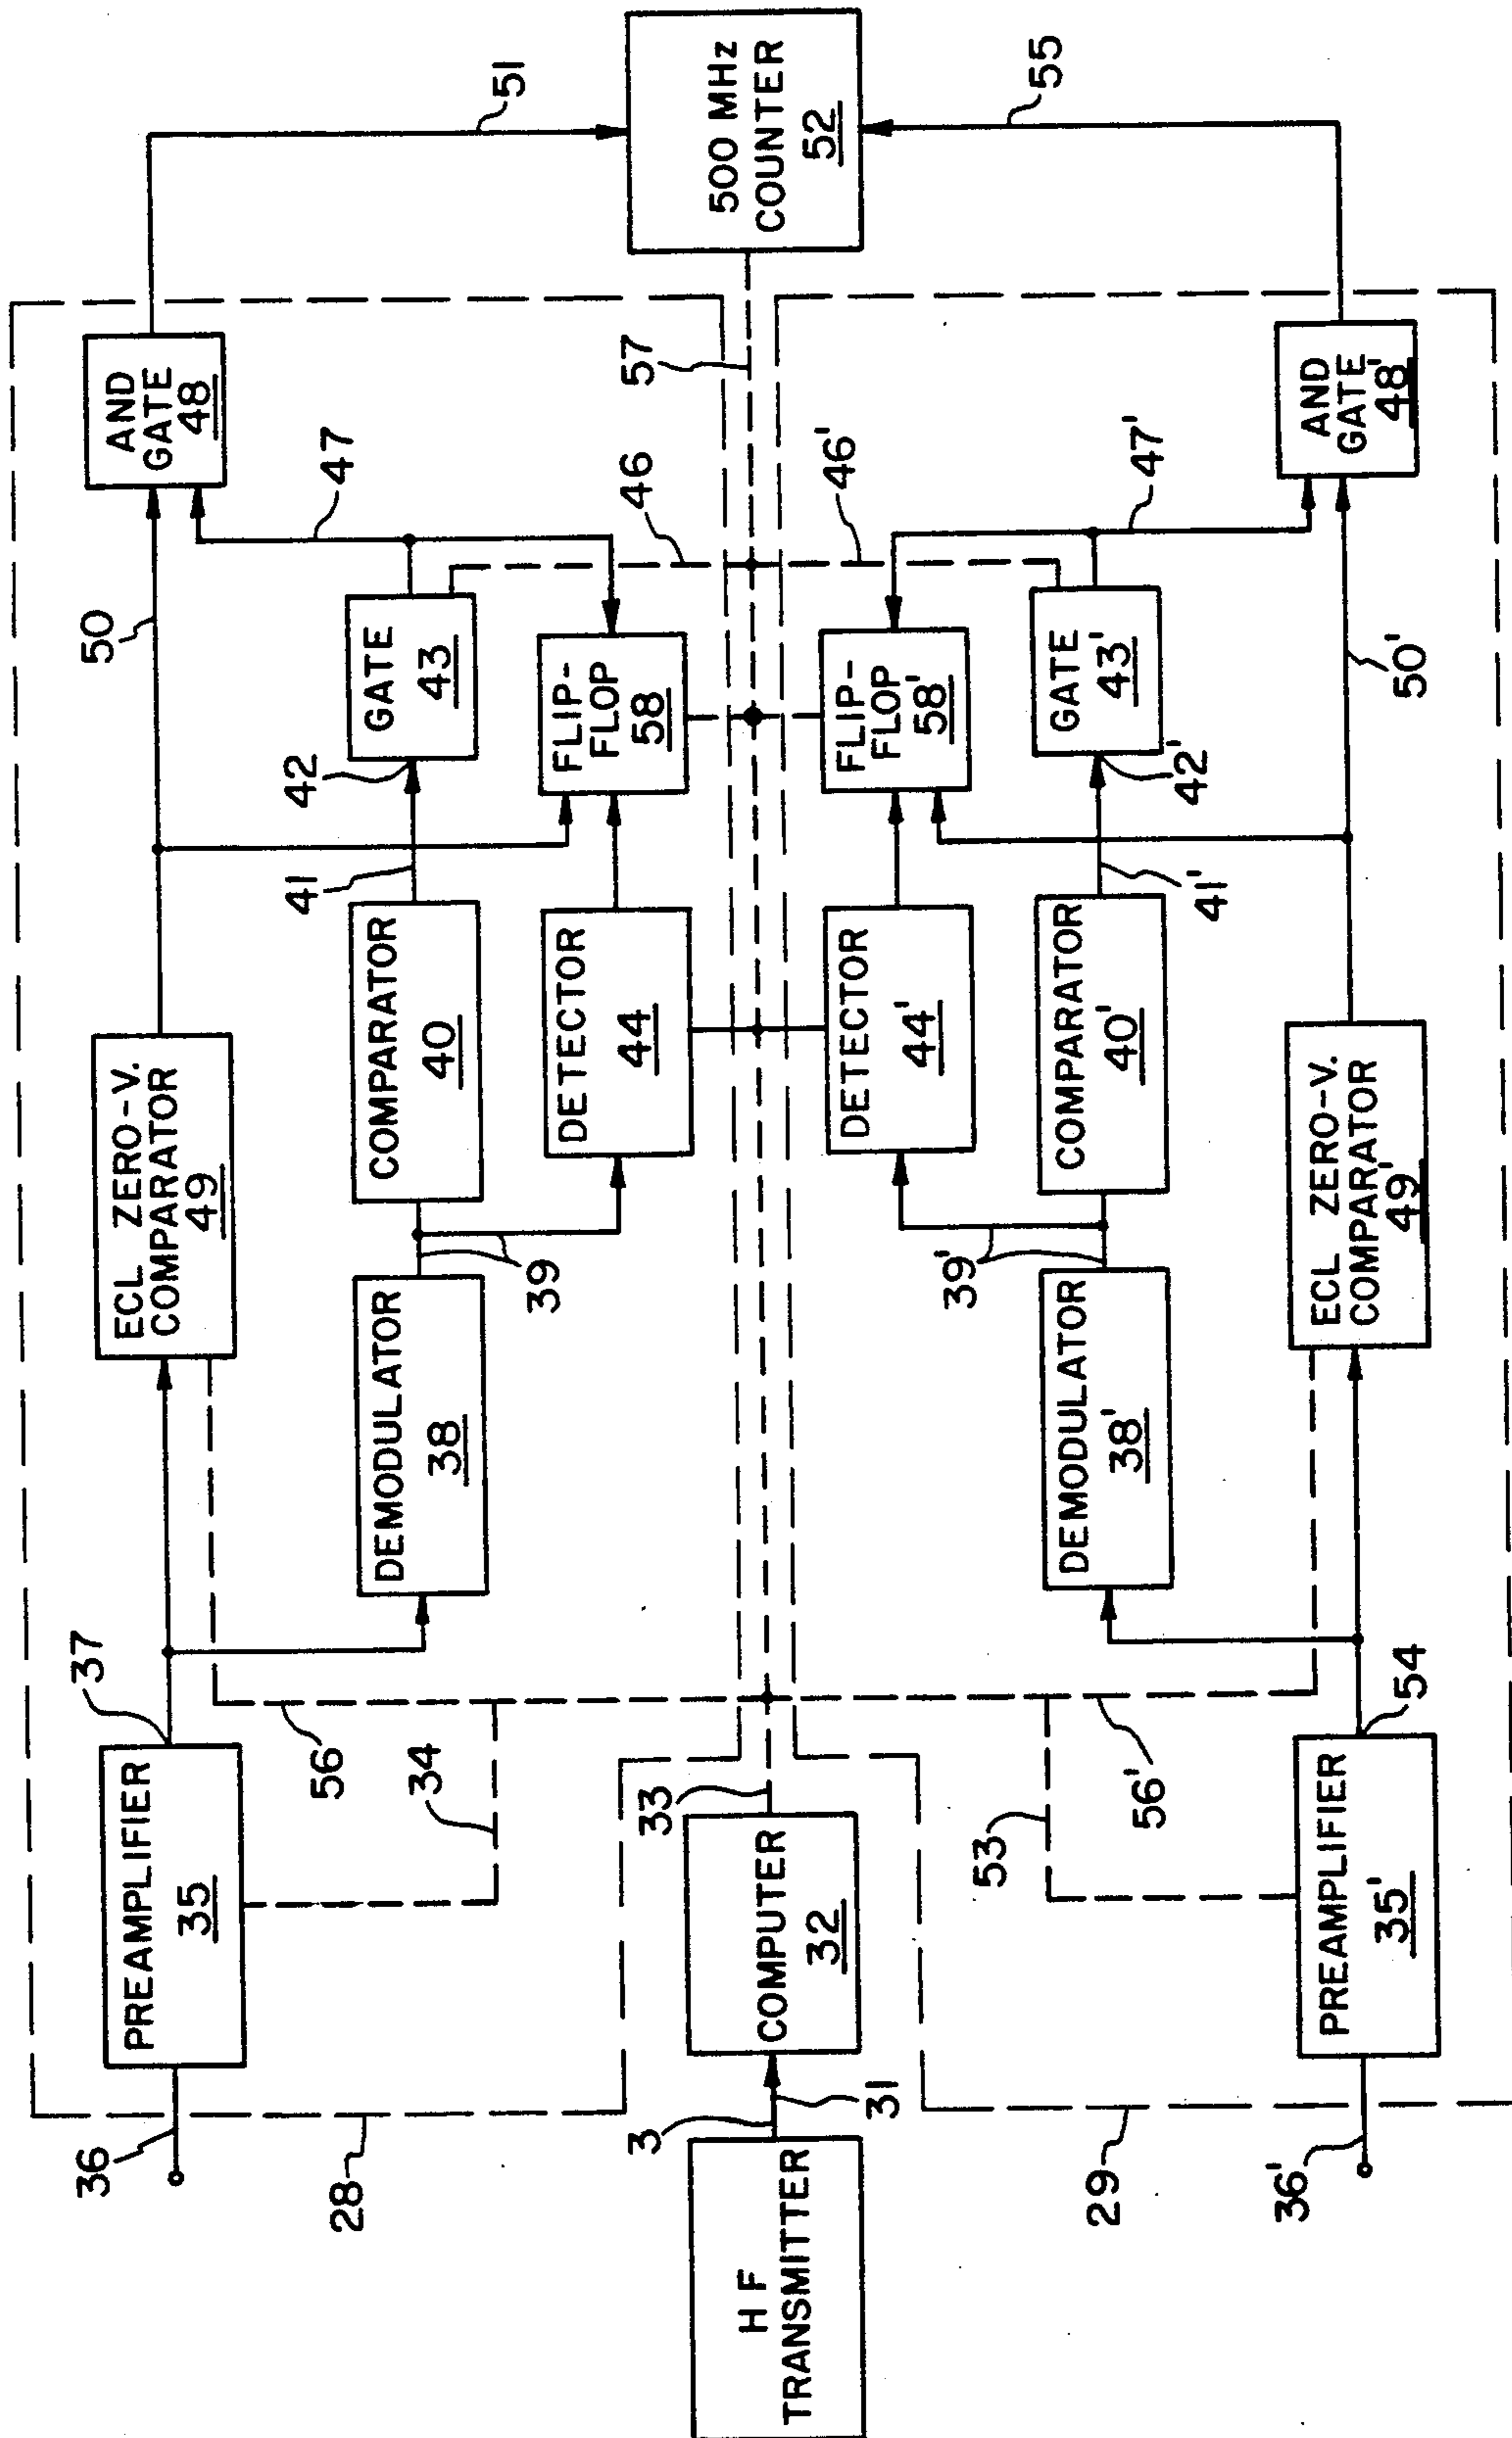 36
PREAMPLIFIER
35
37
ECL ZERO-V.
COMPARATOR
49
50
AND
GATE
48
51
28
56
34
DEMODULATOR
38
39
COMPARATOR
40
41
42
GATE
43
47
DETECTOR
44
FLIP-
FLOP
58
46
HF
TRANSMITTER
3
31
COMPUTER
32
33
57
500 MHz
COUNTER
52
DETECTOR
44'
FLIP-
FLOP
58'
46'
29
53
56'
DEMODULATOR
38'
39'
COMPARATOR
40'
41'
42'
GATE
43'
47'
36'
PREAMPLIFIER
35'
54
ECL ZERO-V.
COMPARATOR
49'
50'
AND
GATE
48'
55